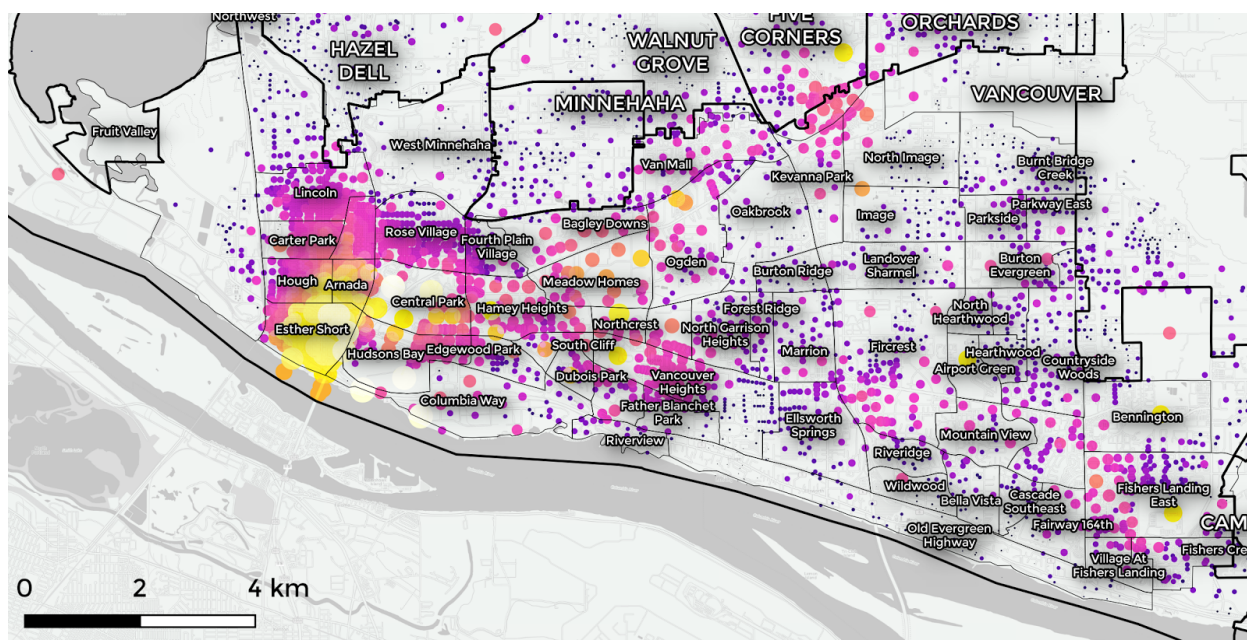 Northwest
HAZEL
DELL
WALNUT
GROVE
FIVE
CORNERS
ORCHARDS
MINNEHAHA
VANCOUVER
Fruit Valley
West Minnehaha
Van Mall
Kevanna Park
North Image
Burnt Bridge
Creek
Lincoln
Rose Village
Fourth Plain
Village
Bagley Downs
Oakbrook
Image
Parkside
Parkway East
Carter Park
Hough
Arnada
Central Park
Meadow Homes
Ogden
Burton Ridge
Landover
Sharmel
Burton
Evergreen
Esther Short
Hamey Heights
Northcrest
Forest Ridge
North Garrison
Heights
North
Hearthwood
Hudsons Bay
Edgewood Park
South Cliff
Marrion
Fircrest
Hearthwood
Airport Green
Countryside
Woods
Dubois Park
Vancouver
Heights
Columbia Way
Father Blanchet
Park
Ellsworth
Springs
Bennington
Riverview
Mountain View
Riveridge
Wildwood
Bella Vista
Cascade
Southeast
Fishers Landing
East
Old Evergreen
Highway
Fairway 164th
CAM
Village At
Fishers Landing
Fishers Cre
0 2 4 km